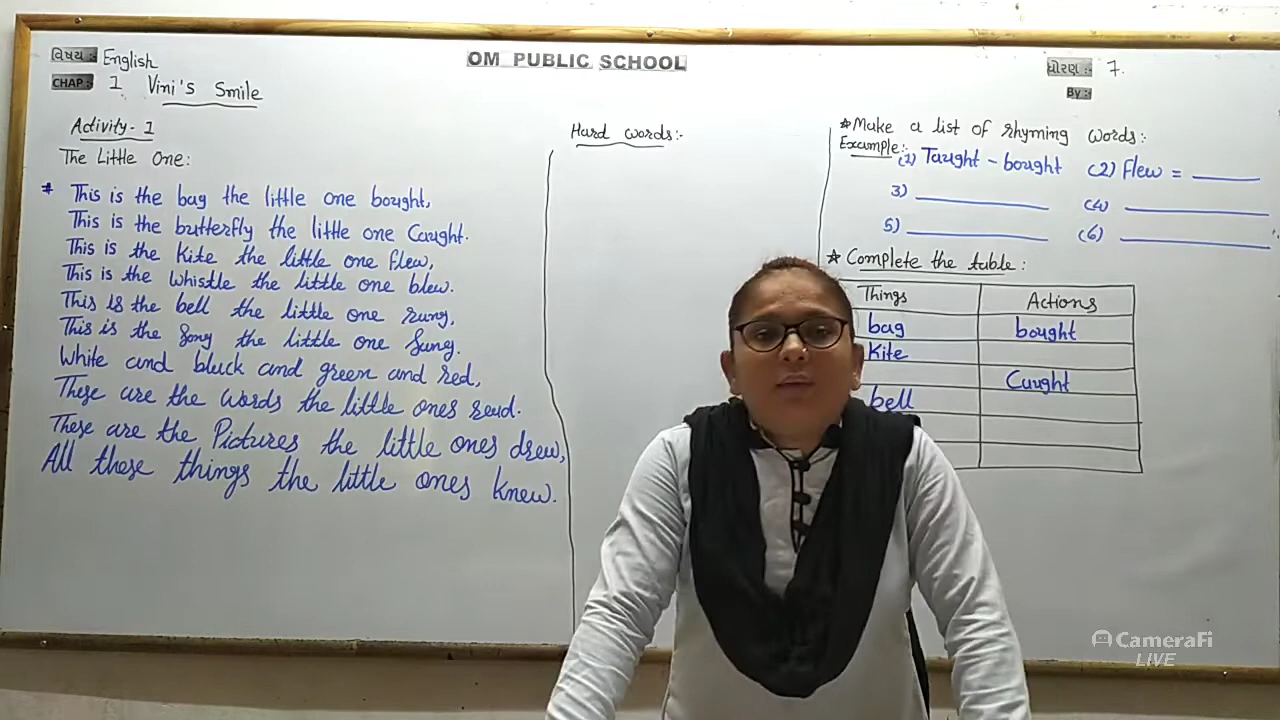 વિષય :- English
OM PUBLIC SCHOOL
ધોરણ :- 7.
CHAP :- 1 Vini's Smile
By :-
Activity-1
The Little One:
* This is the bag the little one bought,
This is the butterfly the little one Caught.
This is the Kite the little one flew,
This is the whistle the little one blew.
This is the bell the little one rung,
This is the Song the little one Sung.
White and black and green and red,
These are the words the little ones read.
These are the Pictures the little ones drew,
All these things the little ones knew.
Hard words:-
* Make a list of rhyming words:-
Example:- (1) Taught - bought (2) Flew = ____
3) ____ (4) ____
5) ____ (6) ____
* Complete the table:
Things Actions
bag bought
Kite
Caught
bell
CameraFi
LIVE